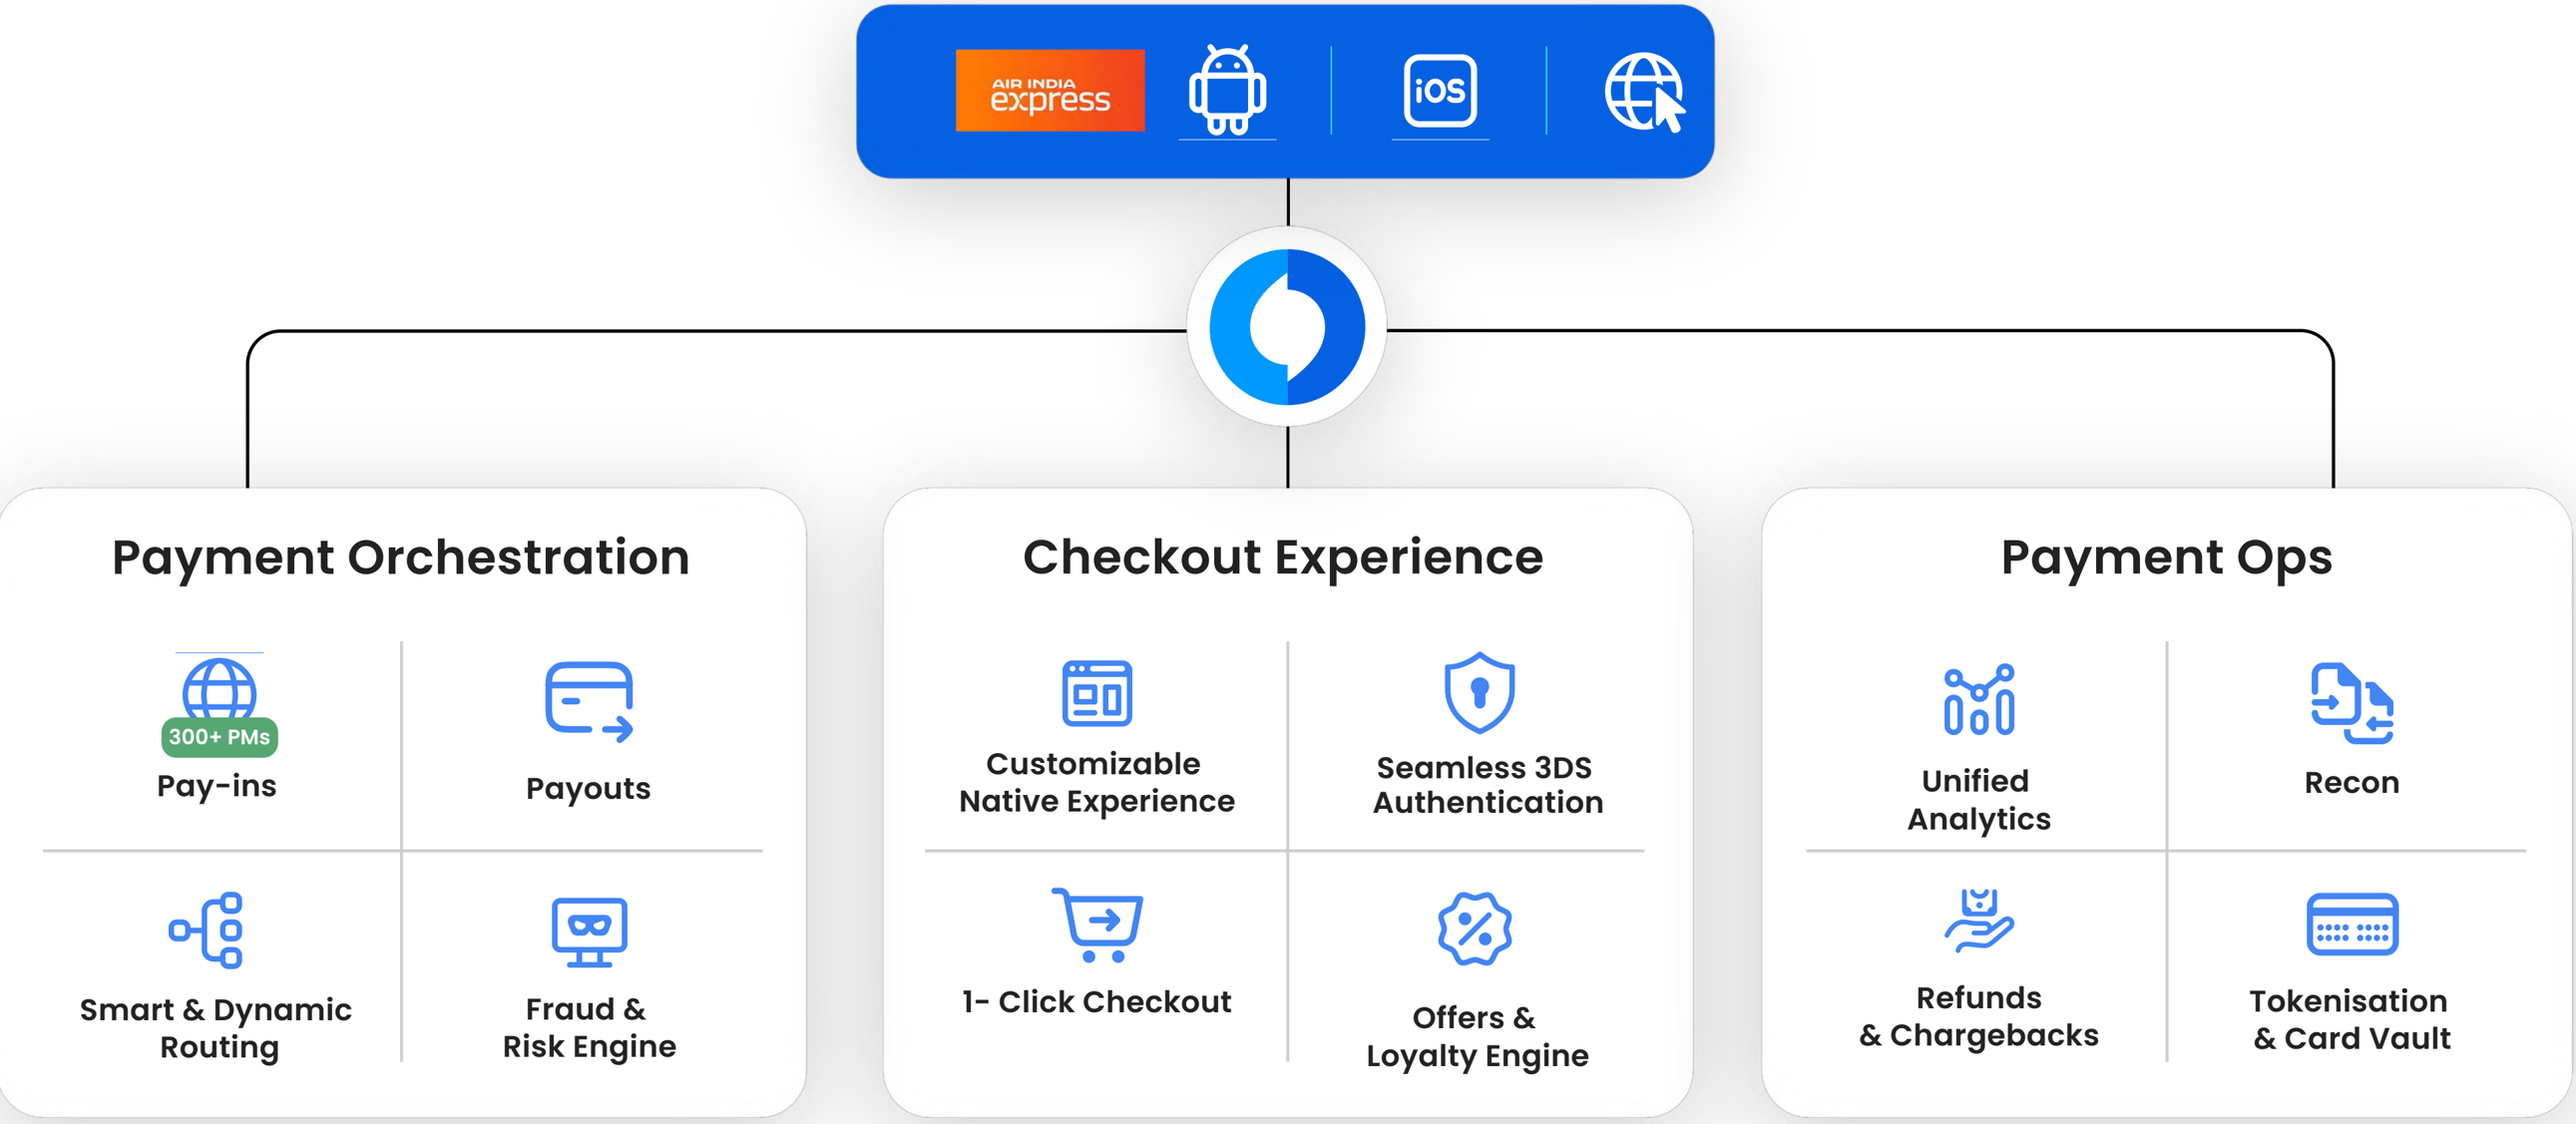 AIR INDIA
express
iOS
Payment Orchestration
300+ PMs
Pay-ins
Payouts
Smart & Dynamic
Routing
Fraud &
Risk Engine
Checkout Experience
Customizable
Native Experience
Seamless 3DS
Authentication
1- Click Checkout
Offers &
Loyalty Engine
Payment Ops
Unified
Analytics
Recon
Refunds
& Chargebacks
Tokenisation
& Card Vault